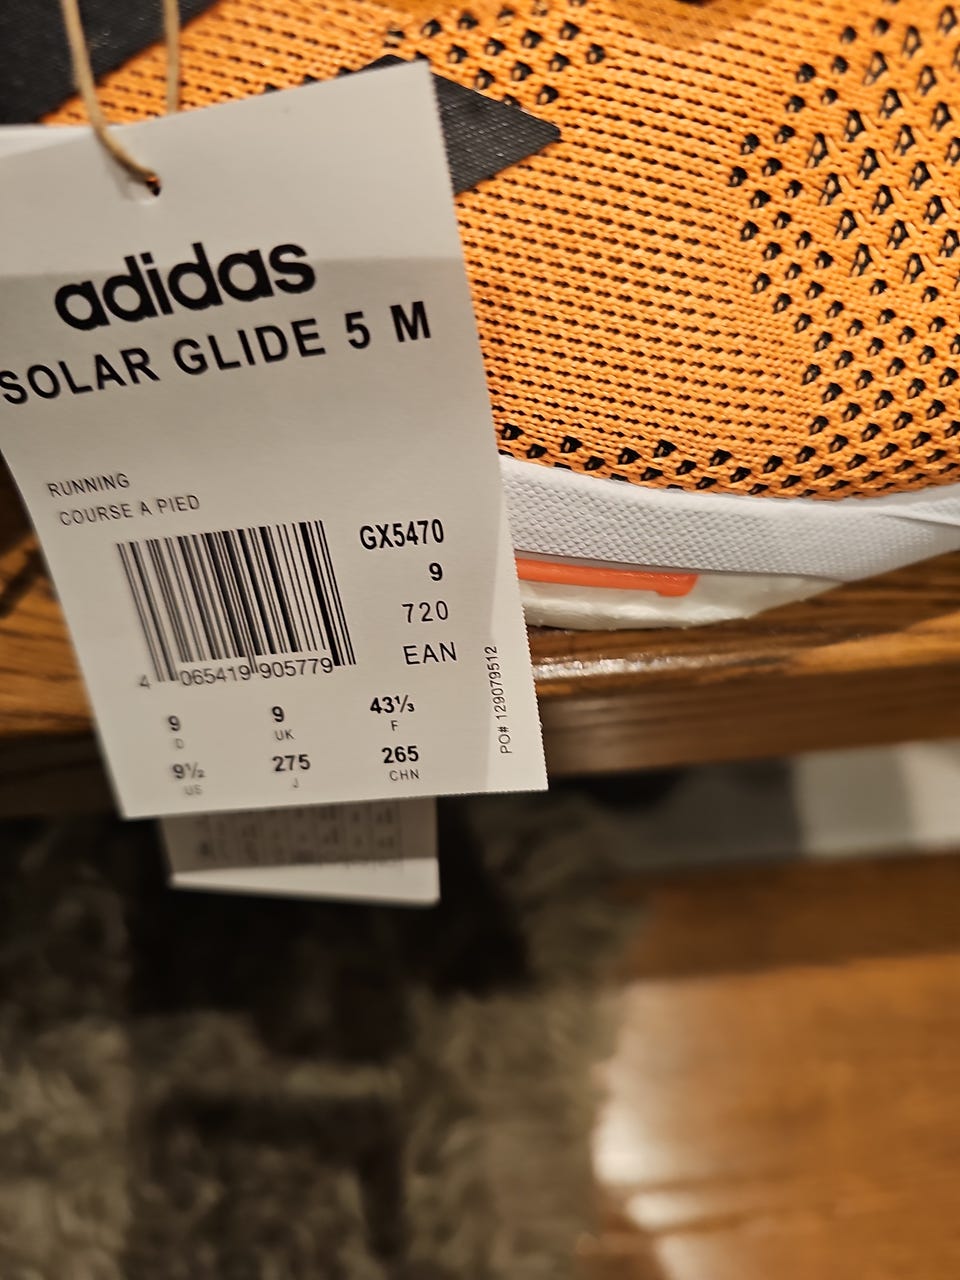 adidas
SOLAR GLIDE 5 M
RUNNING
COURSE A PIED
GX5470
9
720
EAN
4 065419 905779
9 9 43⅓
D UK F
9½ 275 265
US J CHN
PO# 129079512